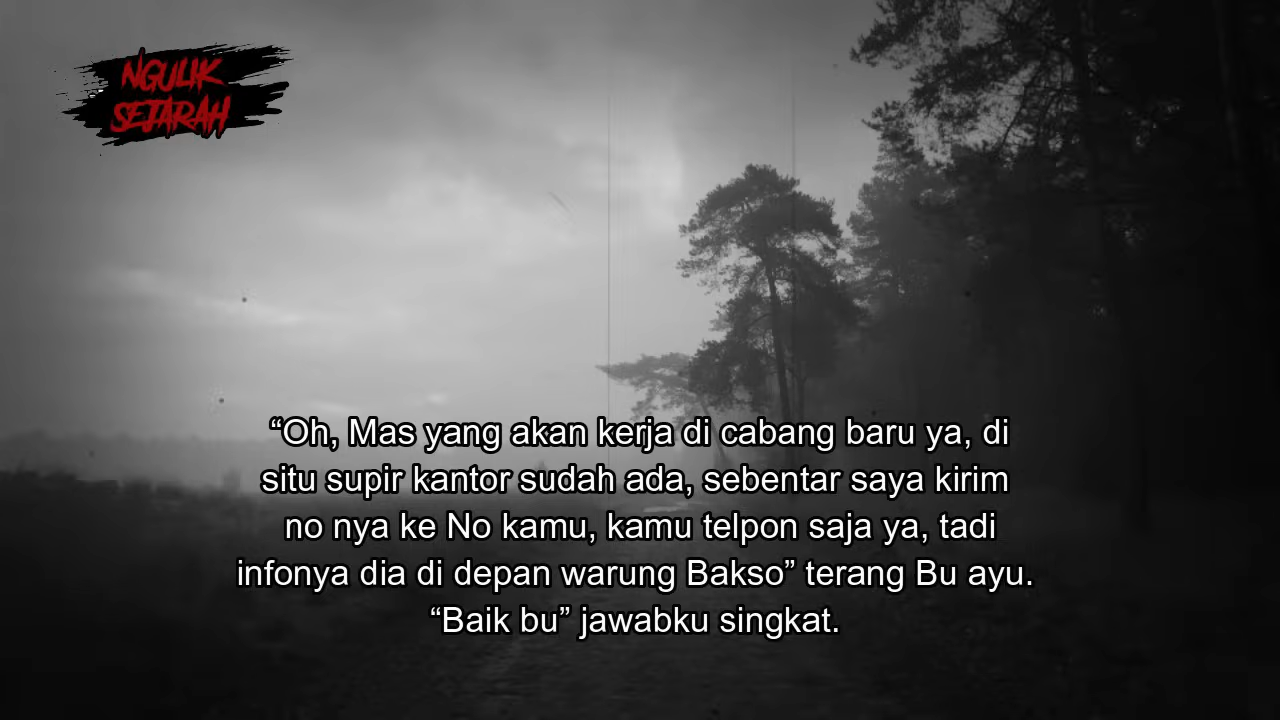 NGULIK
SEJARAH
“Oh, Mas yang akan kerja di cabang baru ya, di
situ supir kantor sudah ada, sebentar saya kirim
no nya ke No kamu, kamu telpon saja ya, tadi
infonya dia di depan warung Bakso” terang Bu ayu.
“Baik bu” jawabku singkat.